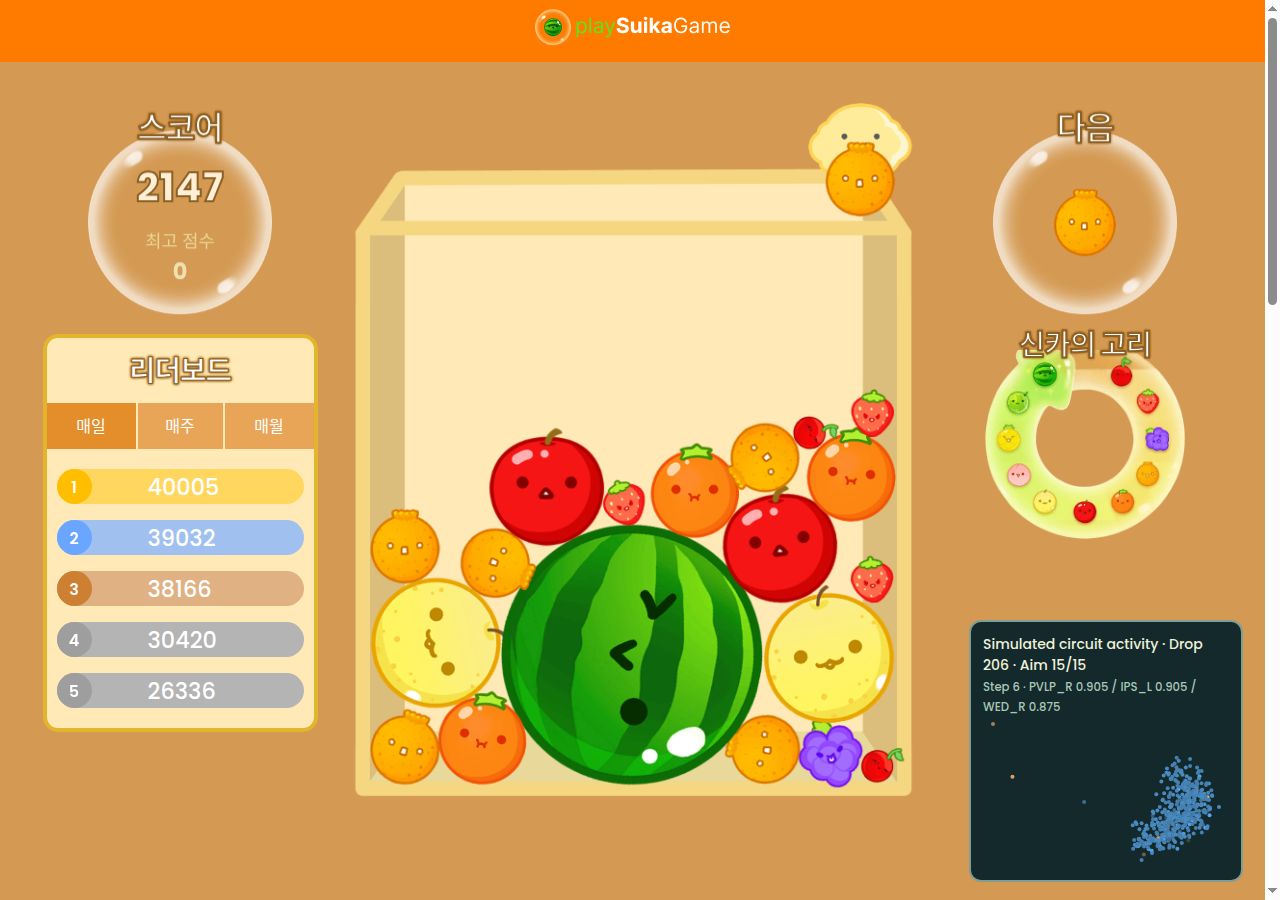 playSuikaGame
스코어
2147
최고 점수
0
리더보드
매일 매주 매월
1 40005
2 39032
3 38166
4 30420
5 26336
다음
신카의 고리
Simulated circuit activity · Drop
206 · Aim 15/15
Step 6 · PVLP_R 0.905 / IPS_L 0.905 /
WED_R 0.875